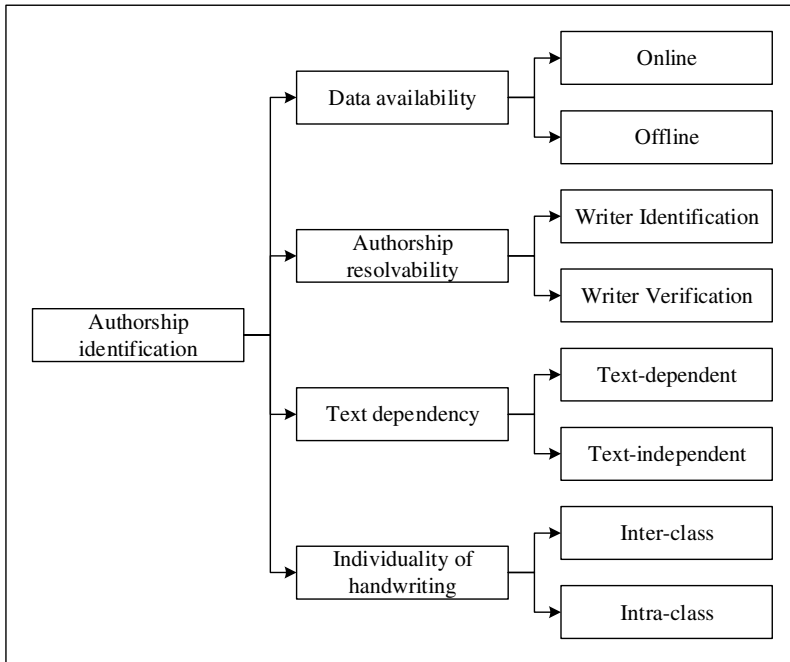 Online
Data availability
Offline
Writer Identification
Authorship
resolvability
Writer Verification
Authorship
identification
Text-dependent
Text dependency
Text-independent
Inter-class
Individuality of
handwriting
Intra-class